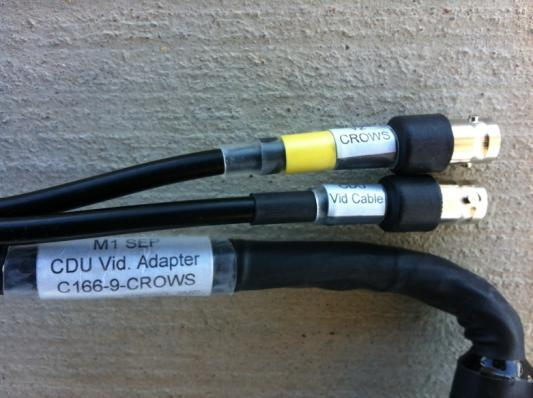 CROWS
Vid Cable
M1 SEP
CDU Vid. Adapter
C166-9-CROWS